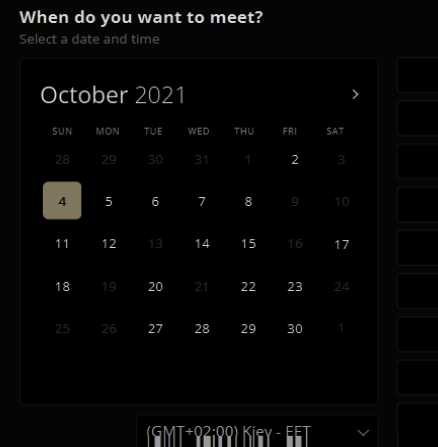 When do you want to meet?
Select a date and time
October 2021
SUN MON TUE WED THU FRI SAT
28 29 30 31 1 2 3
4 5 6 7 8 9 10
11 12 13 14 15 16 17
18 19 20 21 22 23 24
25 26 27 28 29 30 1
(GMT+02:00) Kiev - EET